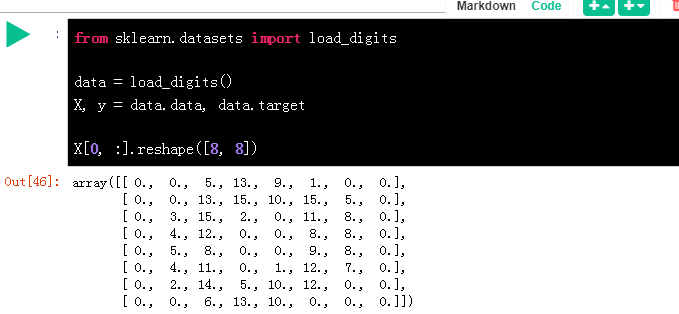 Markdown Code
:
from sklearn.datasets import load_digits
data = load_digits()
X, y = data.data, data.target
X[0, :].reshape([8, 8])
Out[46]: array([[ 0., 0., 5., 13., 9., 1., 0., 0.],
[ 0., 0., 13., 15., 10., 15., 5., 0.],
[ 0., 3., 15., 2., 0., 11., 8., 0.],
[ 0., 4., 12., 0., 0., 8., 8., 0.],
[ 0., 5., 8., 0., 0., 9., 8., 0.],
[ 0., 4., 11., 0., 1., 12., 7., 0.],
[ 0., 2., 14., 5., 10., 12., 0., 0.],
[ 0., 0., 6., 13., 10., 0., 0., 0.]])